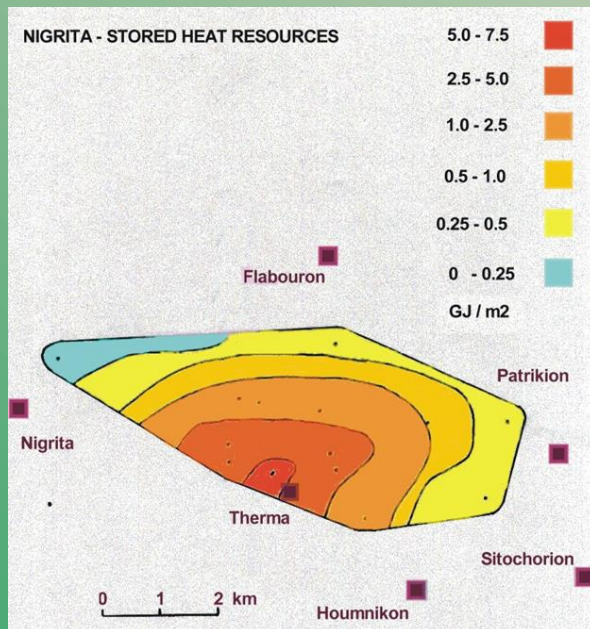 NIGRITA - STORED HEAT RESOURCES
5.0 - 7.5
2.5 - 5.0
1.0 - 2.5
0.5 - 1.0
0.25 - 0.5
0 - 0.25
GJ / m2
Flabouron
Patrikion
Nigrita
Therma
Sitochorion
0 1 2 km
Houmnikon